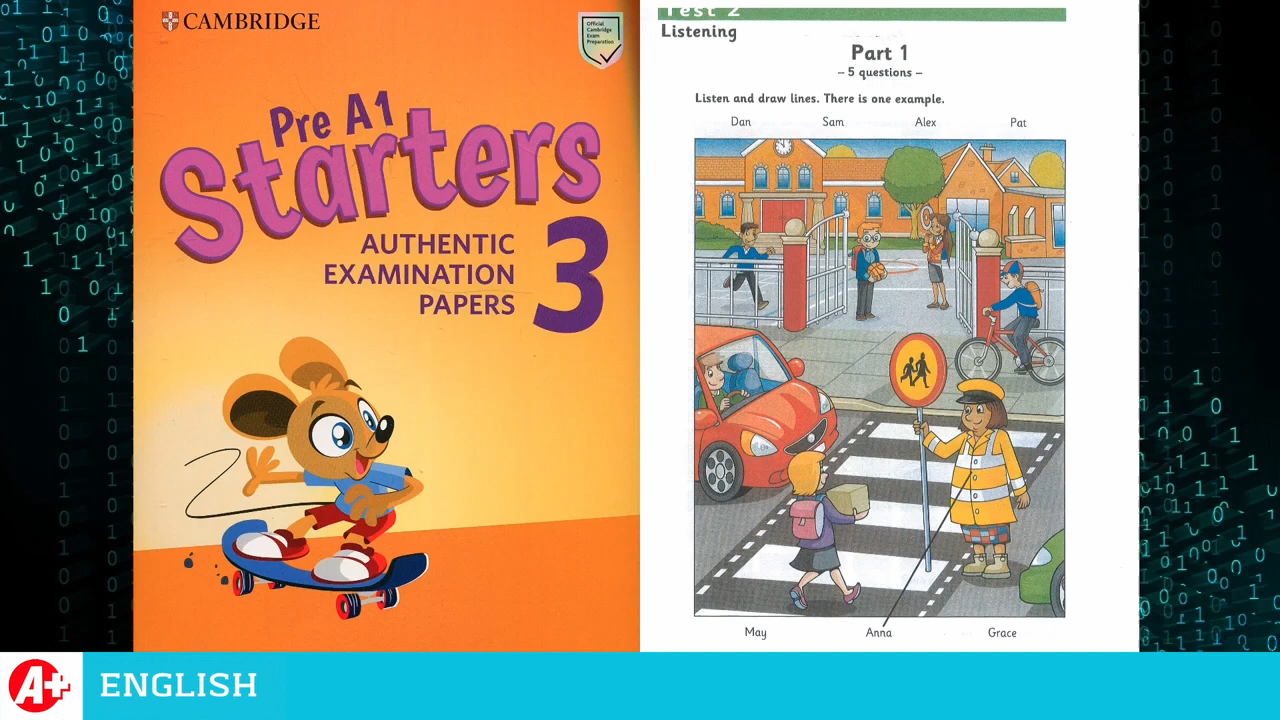 CAMBRIDGE
Official
Cambridge
Exam
Preparation
Pre A1
Starters
AUTHENTIC
EXAMINATION
PAPERS
3
Test 2
Listening
Part 1
– 5 questions –
Listen and draw lines. There is one example.
Dan Sam Alex Pat
May Anna Grace
A+ ENGLISH